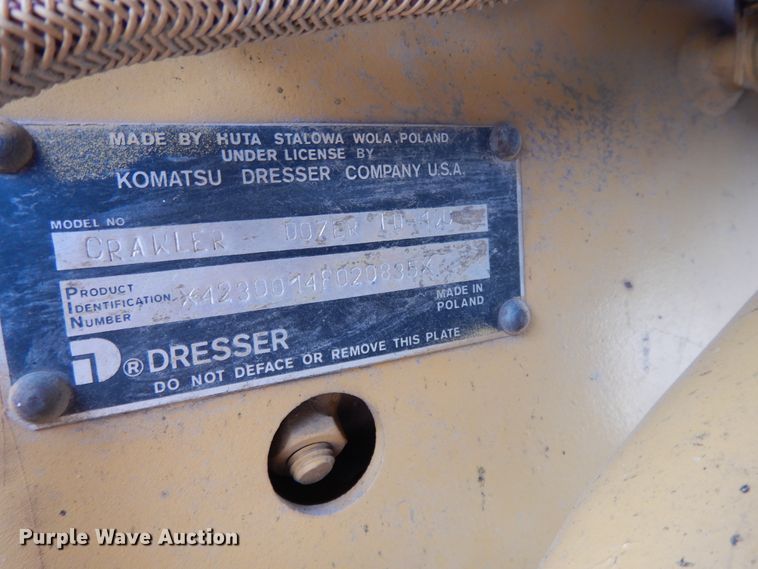 MADE BY HUTA STALOWA WOLA, POLAND
UNDER LICENSE BY
KOMATSU DRESSER COMPANY U.S.A.
MODEL NO
CRAWLER DOZER
PRODUCT
IDENTIFICATION
NUMBER
MADE IN
POLAND
D® DRESSER
DO NOT DEFACE OR REMOVE THIS PLATE
Purple Wave Auction